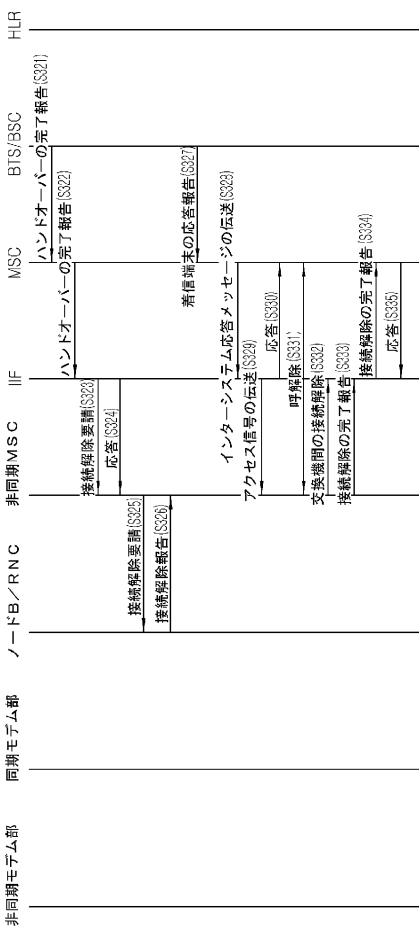 非同期モデム部
同期モデム部
ノードB/RNC
非同期MSC
IIF
MSC
BTS/BSC
HLR
ハンドオーバーの完了報告(S321)
ハンドオーバーの完了報告(S322)
接続解除要請(S323)
応答(S324)
接続解除要請(S325)
接続解除報告(S326)
着信端末の応答報告(S327)
インターシステム応答メッセージの伝送(S329)
アクセス信号の伝送(S329)
応答(S330)
呼解除(S331)
交換機間の接続解除(S332)
接続解除の完了報告(S333)
接続解除の完了報告(S334)
応答(S335)